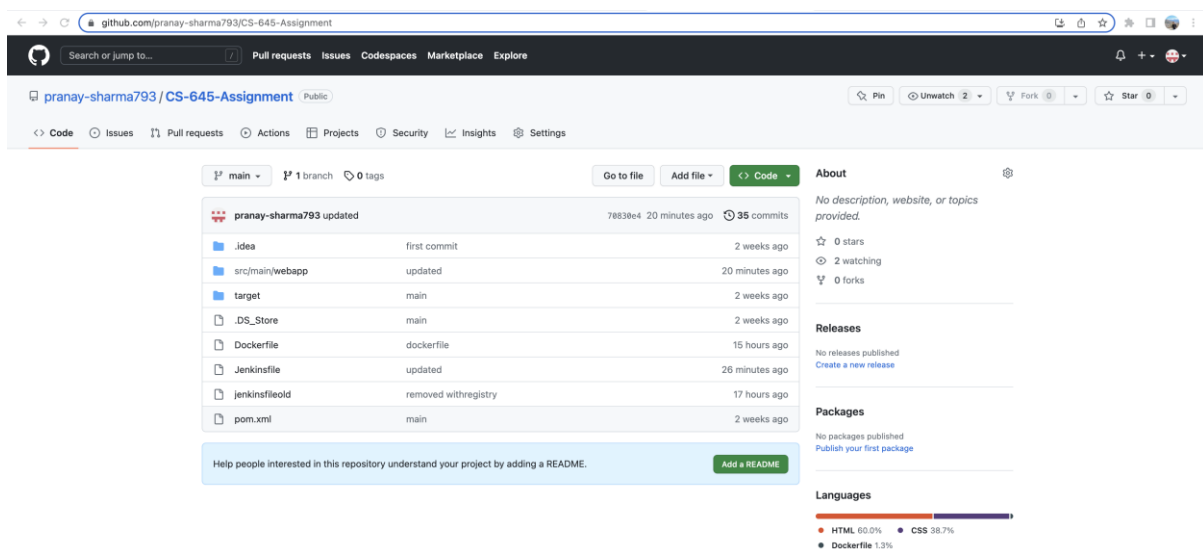 github.com/pranay-sharma793/CS-645-Assignment
Search or jump to... / Pull requests Issues Codespaces Marketplace Explore
pranay-sharma793 / CS-645-Assignment Public
Pin Unwatch 2 Fork 0 Star 0
Code Issues Pull requests Actions Projects Security Insights Settings
main 1 branch 0 tags Go to file Add file Code
pranay-sharma793 updated 70830e4 20 minutes ago 35 commits
.idea first commit 2 weeks ago
src/main/webapp updated 20 minutes ago
target main 2 weeks ago
.DS_Store main 2 weeks ago
Dockerfile dockerfile 15 hours ago
Jenkinsfile updated 26 minutes ago
jenkinsfileold removed withregistry 17 hours ago
pom.xml main 2 weeks ago
Help people interested in this repository understand your project by adding a README. Add a README
About
No description, website, or topics
provided.
0 stars
2 watching
0 forks
Releases
No releases published
Create a new release
Packages
No packages published
Publish your first package
Languages
HTML 60.0% CSS 38.7%
Dockerfile 1.3%